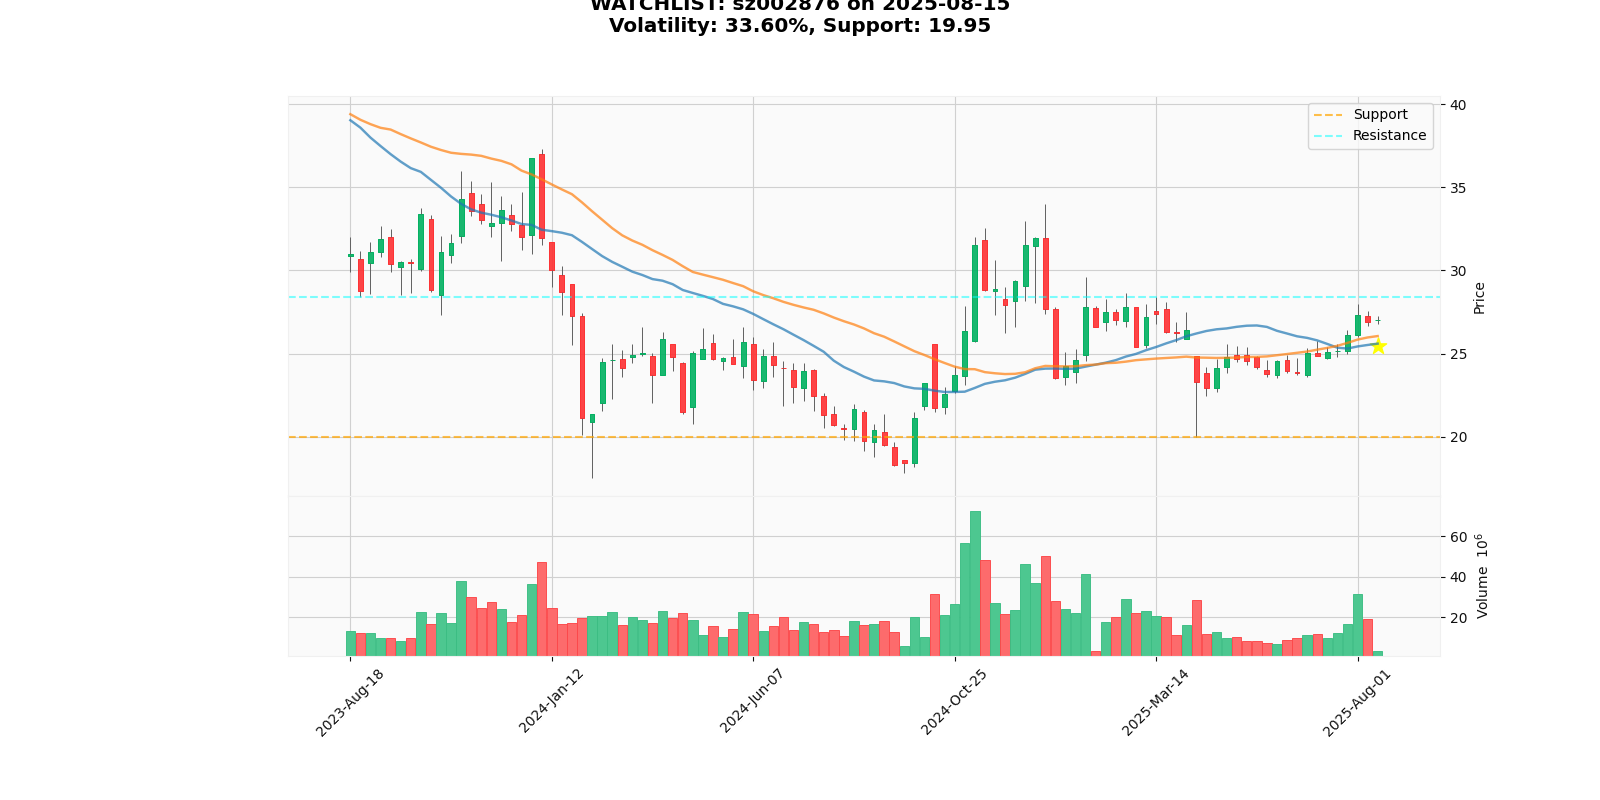 WATCHLIST: sz002876 on 2025-08-15
Volatility: 33.60%, Support: 19.95
Support
Resistance
40
35
30
25
20
Price
60
40
20
Volume 10^6
2023-Aug-18
2024-Jan-12
2024-Jun-07
2024-Oct-25
2025-Mar-14
2025-Aug-01